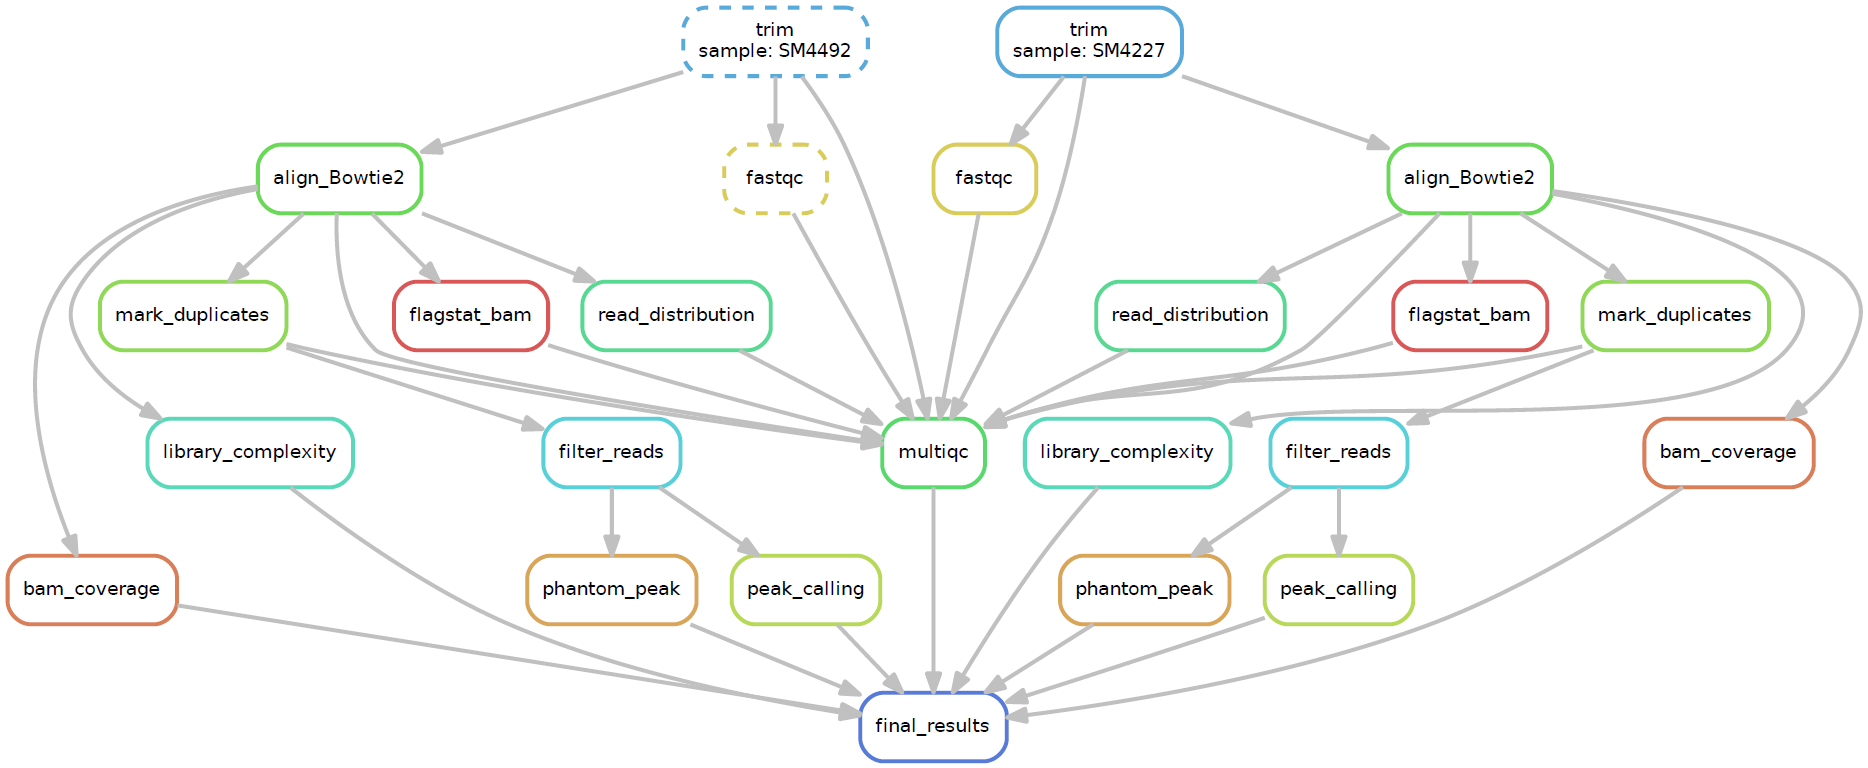 trim
sample: SM4492
trim
sample: SM4227
align_Bowtie2
fastqc
fastqc
align_Bowtie2
mark_duplicates
flagstat_bam
read_distribution
read_distribution
flagstat_bam
mark_duplicates
library_complexity
filter_reads
multiqc
library_complexity
filter_reads
bam_coverage
bam_coverage
phantom_peak
peak_calling
phantom_peak
peak_calling
final_results